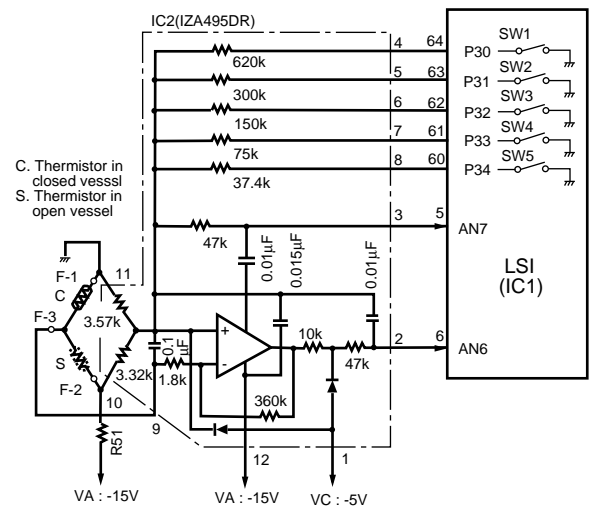 IC2(IZA495DR)
4 64
620k
P30
SW1
5 63
300k
P31
SW2
6 62
150k
P32
SW3
7 61
75k
P33
SW4
8 60
37.4k
P34
SW5
C. Thermistor in
closed vesssl
S. Thermistor in
open vessel
3 5
47k
AN7
0.01µF
0.015µF
0.01µF
LSI
(IC1)
F-1
11
C
F-3
3.57k
S
3.32k
F-2
10
0.1
µF
1.8k
+
-
10k
47k
2 6
AN6
360k
R51
9
12
1
VA : -15V
VA : -15V
VC : -5V